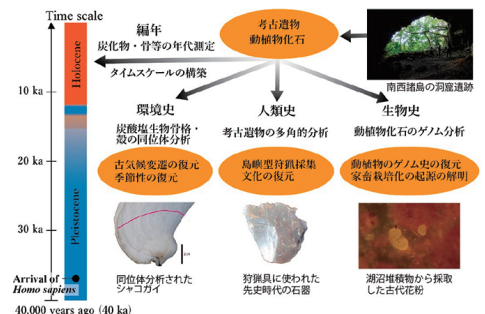 Time scale
Holocene
Pleistocene
10 ka
20 ka
30 ka
Arrival of
Homo sapiens
40,000 years ago (40 ka)
編年
炭化物・骨等の年代測定
タイムスケールの構築
考古遺物
動植物化石
南西諸島の洞窟遺跡
環境史
炭酸塩生物骨格・
殻の同位体分析
古気候変遷の復元
季節性の復元
同位体分析された
シャコガイ
人類史
考古遺物の多角的分析
島嶼型狩猟採集
文化の復元
狩猟具に使われた
先史時代の石器
生物史
動植物化石のゲノム分析
動植物のゲノム史の復元
家畜栽培化の起源の解明
湖沼堆積物から採取
した古代花粉